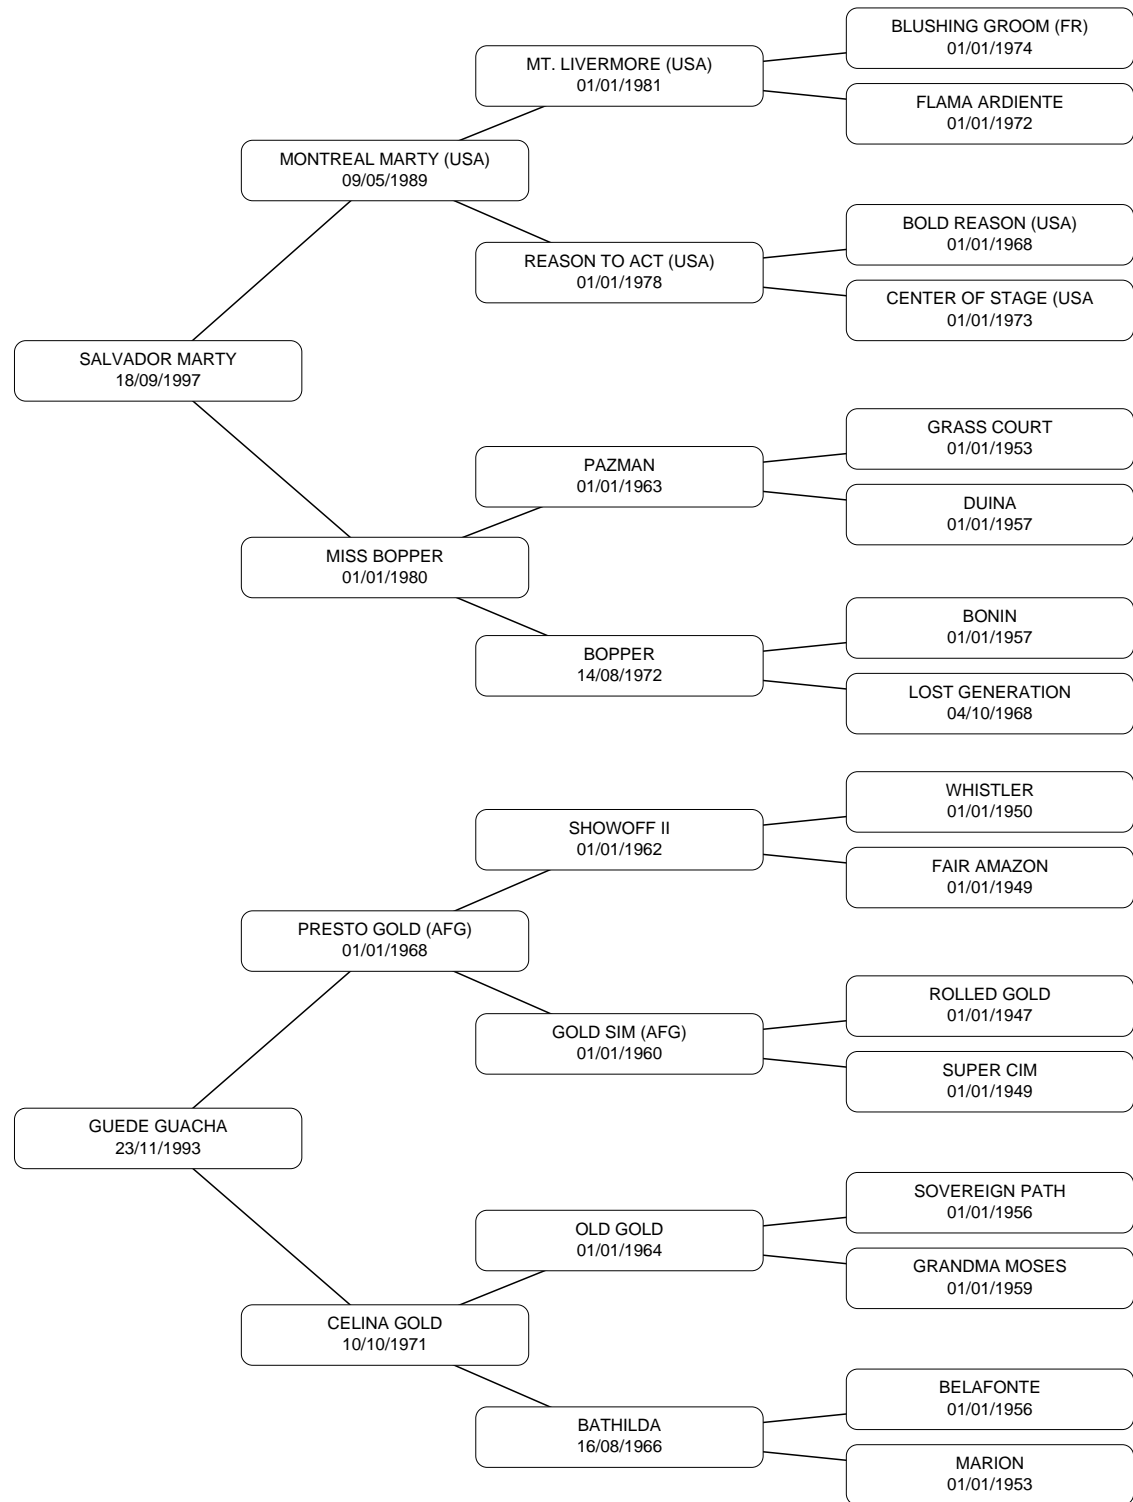 BLUSHING GROOM (FR)
01/01/1974
MT. LIVERMORE (USA)
01/01/1981
FLAMA ARDIENTE
01/01/1972
MONTREAL MARTY (USA)
09/05/1989
BOLD REASON (USA)
01/01/1968
REASON TO ACT (USA)
01/01/1978
CENTER OF STAGE (USA
01/01/1973
SALVADOR MARTY
18/09/1997
GRASS COURT
01/01/1953
PAZMAN
01/01/1963
DUINA
01/01/1957
MISS BOPPER
01/01/1980
BONIN
01/01/1957
BOPPER
14/08/1972
LOST GENERATION
04/10/1968
WHISTLER
01/01/1950
SHOWOFF II
01/01/1962
FAIR AMAZON
01/01/1949
PRESTO GOLD (AFG)
01/01/1968
ROLLED GOLD
01/01/1947
GOLD SIM (AFG)
01/01/1960
SUPER CIM
01/01/1949
GUEDE GUACHA
23/11/1993
SOVEREIGN PATH
01/01/1956
OLD GOLD
01/01/1964
GRANDMA MOSES
01/01/1959
CELINA GOLD
10/10/1971
BELAFONTE
01/01/1956
BATHILDA
16/08/1966
MARION
01/01/1953